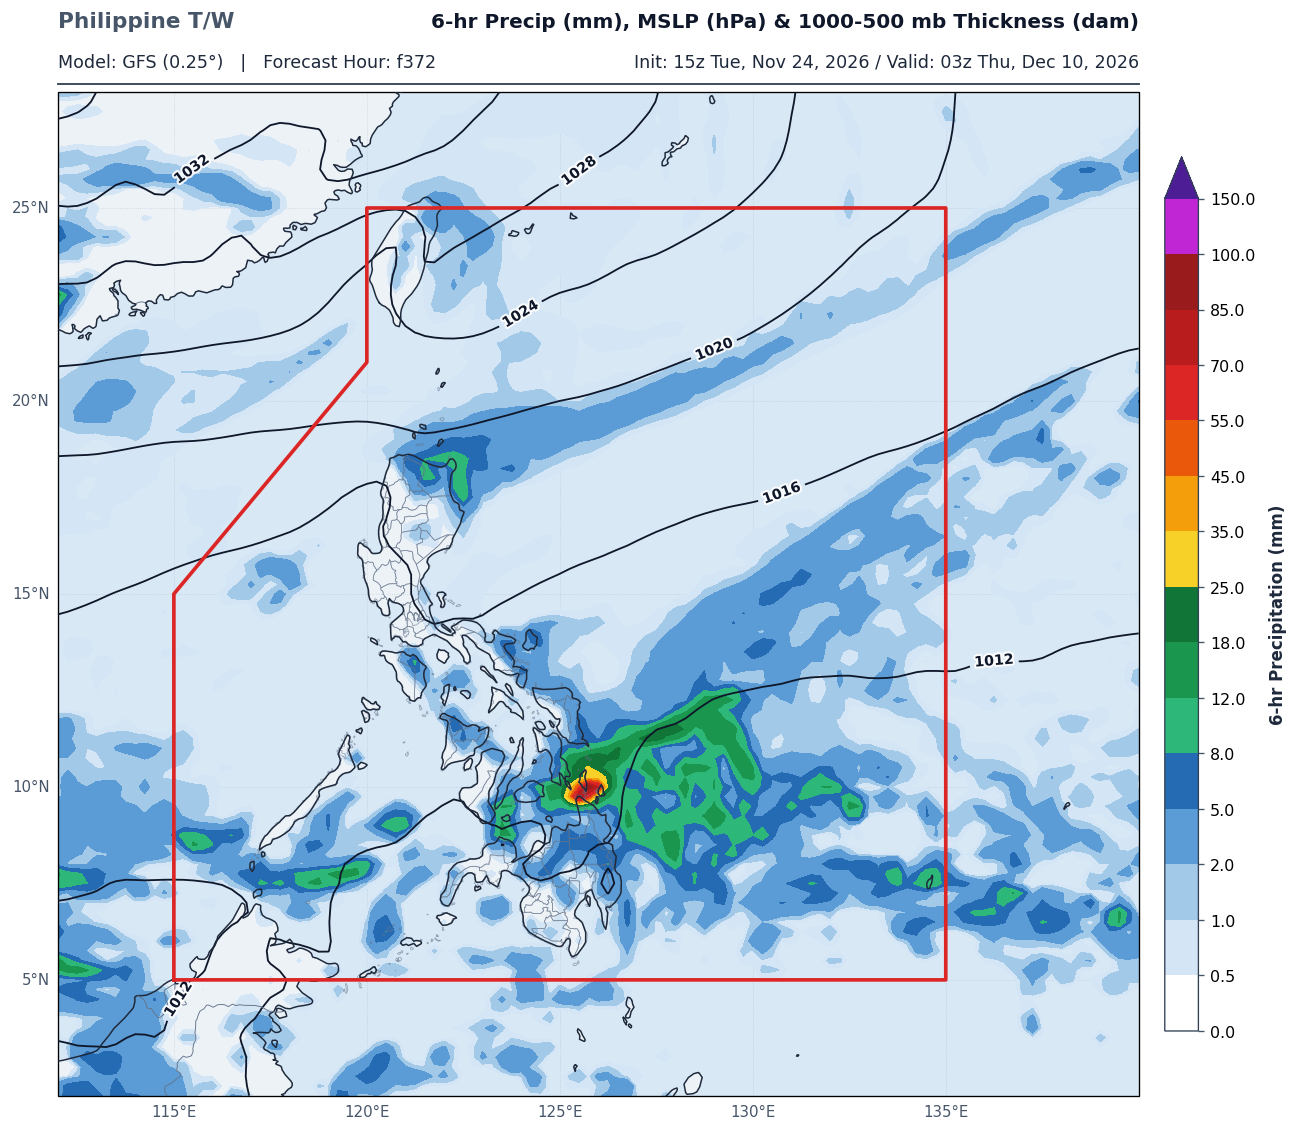 Philippine T/W
6-hr Precip (mm), MSLP (hPa) & 1000-500 mb Thickness (dam)
Model: GFS (0.25°) | Forecast Hour: f372
Init: 15z Tue, Nov 24, 2026 / Valid: 03z Thu, Dec 10, 2026
1032
1028
1024
1020
1016
1012
1012
25°N
20°N
15°N
10°N
5°N
115°E
120°E
125°E
130°E
135°E
150.0
100.0
85.0
70.0
55.0
45.0
35.0
25.0
18.0
12.0
8.0
5.0
2.0
1.0
0.5
0.0
6-hr Precipitation (mm)